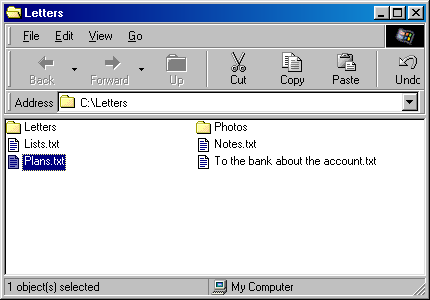 Letters
File Edit View Go
Back Forward Up Cut Copy Paste Undo
Address C:\Letters
Letters Photos
Lists.txt Notes.txt
Plans.txt To the bank about the account.txt
1 object(s) selected My Computer